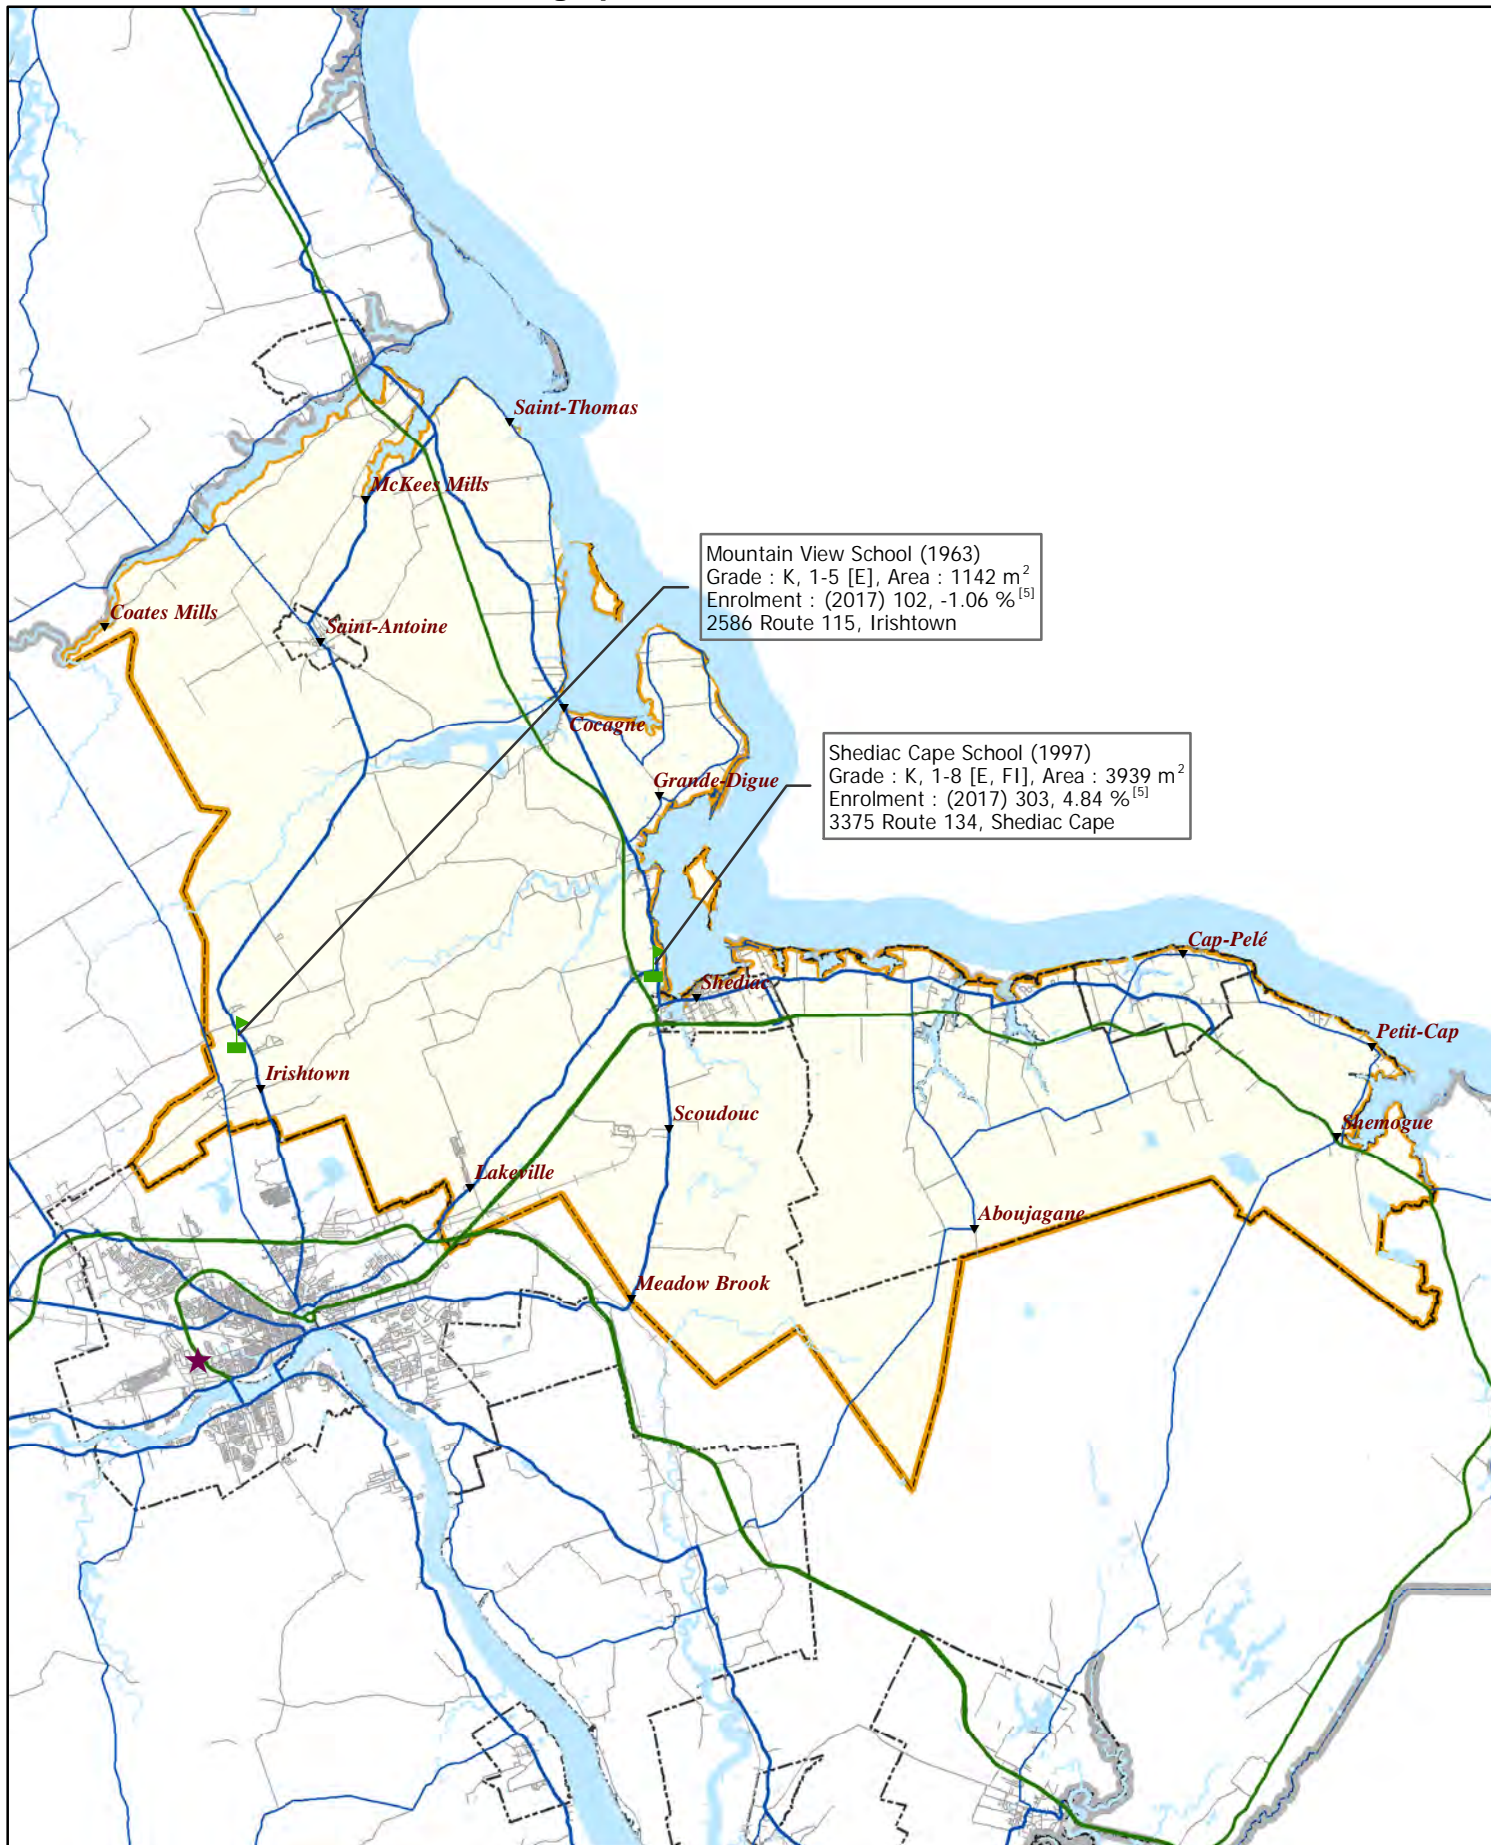 Saint-Thomas
McKees Mills
Mountain View School (1963)
Grade : K, 1-5 [E], Area : 1142 m²
Enrolment : (2017) 102, -1.06 % [5]
2586 Route 115, Irishtown
Coates Mills
Saint-Antoine
Cocagne
Shediac Cape School (1997)
Grade : K, 1-8 [E, FI], Area : 3939 m²
Enrolment : (2017) 303, 4.84 % [5]
3375 Route 134, Shediac Cape
Grande-Digue
Cap-Pelé
Shediac
Petit-Cap
Irishtown
Scoudouc
Shemogue
Lakeville
Aboujagane
Meadow Brook